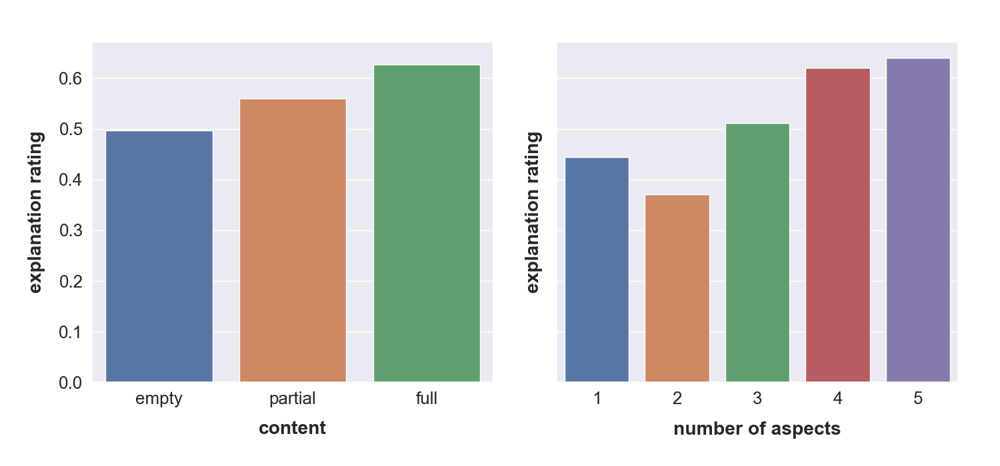 explanation rating
0.6
0.5
0.4
0.3
0.2
0.1
0.0
empty partial full
content
explanation rating
1 2 3 4 5
number of aspects